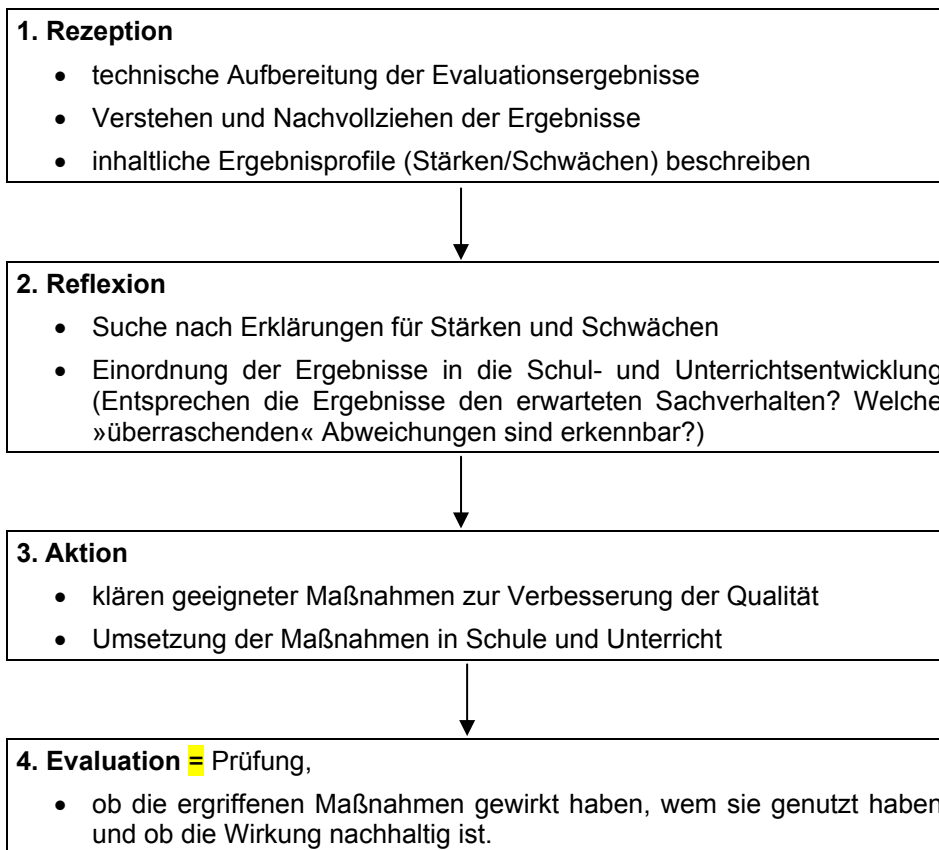 1. Rezeption
• technische Aufbereitung der Evaluationsergebnisse
• Verstehen und Nachvollziehen der Ergebnisse
• inhaltliche Ergebnisprofile (Stärken/Schwächen) beschreiben
2. Reflexion
• Suche nach Erklärungen für Stärken und Schwächen
• Einordnung der Ergebnisse in die Schul- und Unterrichtsentwicklung
(Entsprechen die Ergebnisse den erwarteten Sachverhalten? Welche
»überraschenden« Abweichungen sind erkennbar?)
3. Aktion
• klären geeigneter Maßnahmen zur Verbesserung der Qualität
• Umsetzung der Maßnahmen in Schule und Unterricht
4. Evaluation = Prüfung,
• ob die ergriffenen Maßnahmen gewirkt haben, wem sie genutzt haben
und ob die Wirkung nachhaltig ist.